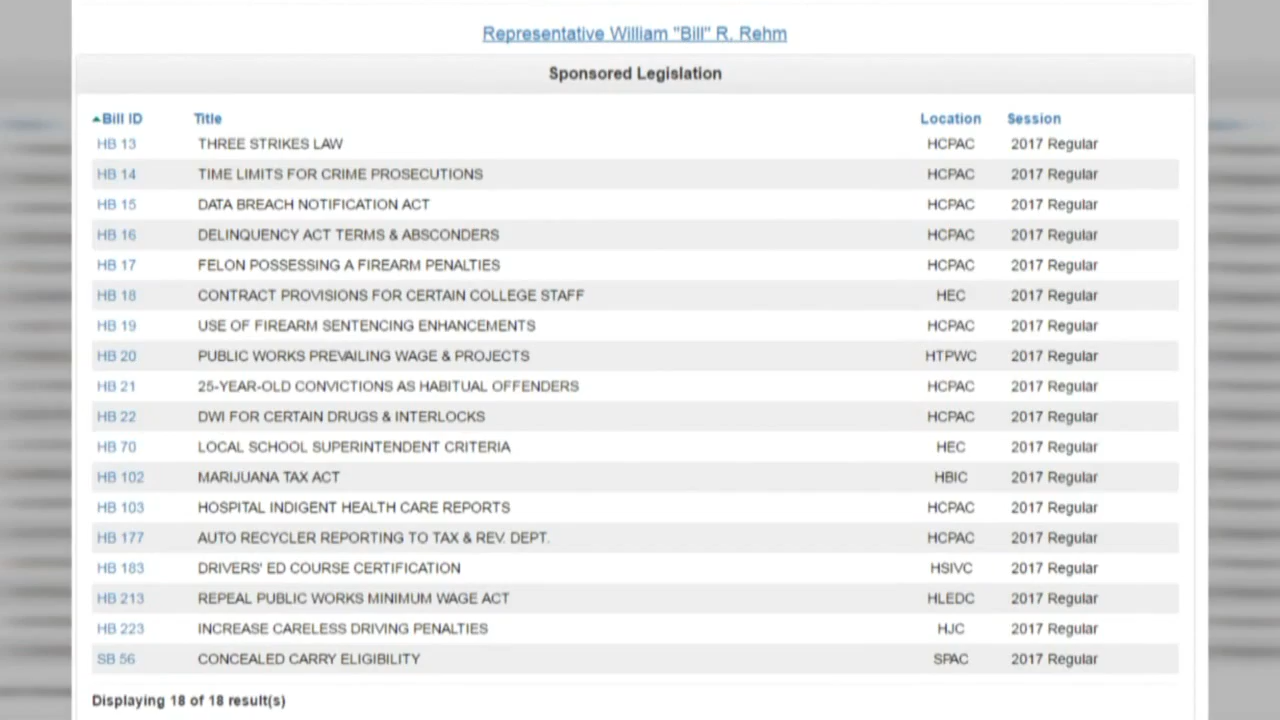 Representative William "Bill" R. Rehm
Sponsored Legislation
Bill ID Title Location Session
HB 13 THREE STRIKES LAW HCPAC 2017 Regular
HB 14 TIME LIMITS FOR CRIME PROSECUTIONS HCPAC 2017 Regular
HB 15 DATA BREACH NOTIFICATION ACT HCPAC 2017 Regular
HB 16 DELINQUENCY ACT TERMS & ABSCONDERS HCPAC 2017 Regular
HB 17 FELON POSSESSING A FIREARM PENALTIES HCPAC 2017 Regular
HB 18 CONTRACT PROVISIONS FOR CERTAIN COLLEGE STAFF HEC 2017 Regular
HB 19 USE OF FIREARM SENTENCING ENHANCEMENTS HCPAC 2017 Regular
HB 20 PUBLIC WORKS PREVAILING WAGE & PROJECTS HTPWC 2017 Regular
HB 21 25-YEAR-OLD CONVICTIONS AS HABITUAL OFFENDERS HCPAC 2017 Regular
HB 22 DWI FOR CERTAIN DRUGS & INTERLOCKS HCPAC 2017 Regular
HB 70 LOCAL SCHOOL SUPERINTENDENT CRITERIA HEC 2017 Regular
HB 102 MARIJUANA TAX ACT HBIC 2017 Regular
HB 103 HOSPITAL INDIGENT HEALTH CARE REPORTS HCPAC 2017 Regular
HB 177 AUTO RECYCLER REPORTING TO TAX & REV. DEPT. HCPAC 2017 Regular
HB 183 DRIVERS' ED COURSE CERTIFICATION HSIVC 2017 Regular
HB 213 REPEAL PUBLIC WORKS MINIMUM WAGE ACT HLEDC 2017 Regular
HB 223 INCREASE CARELESS DRIVING PENALTIES HJC 2017 Regular
SB 56 CONCEALED CARRY ELIGIBILITY SPAC 2017 Regular
Displaying 18 of 18 result(s)